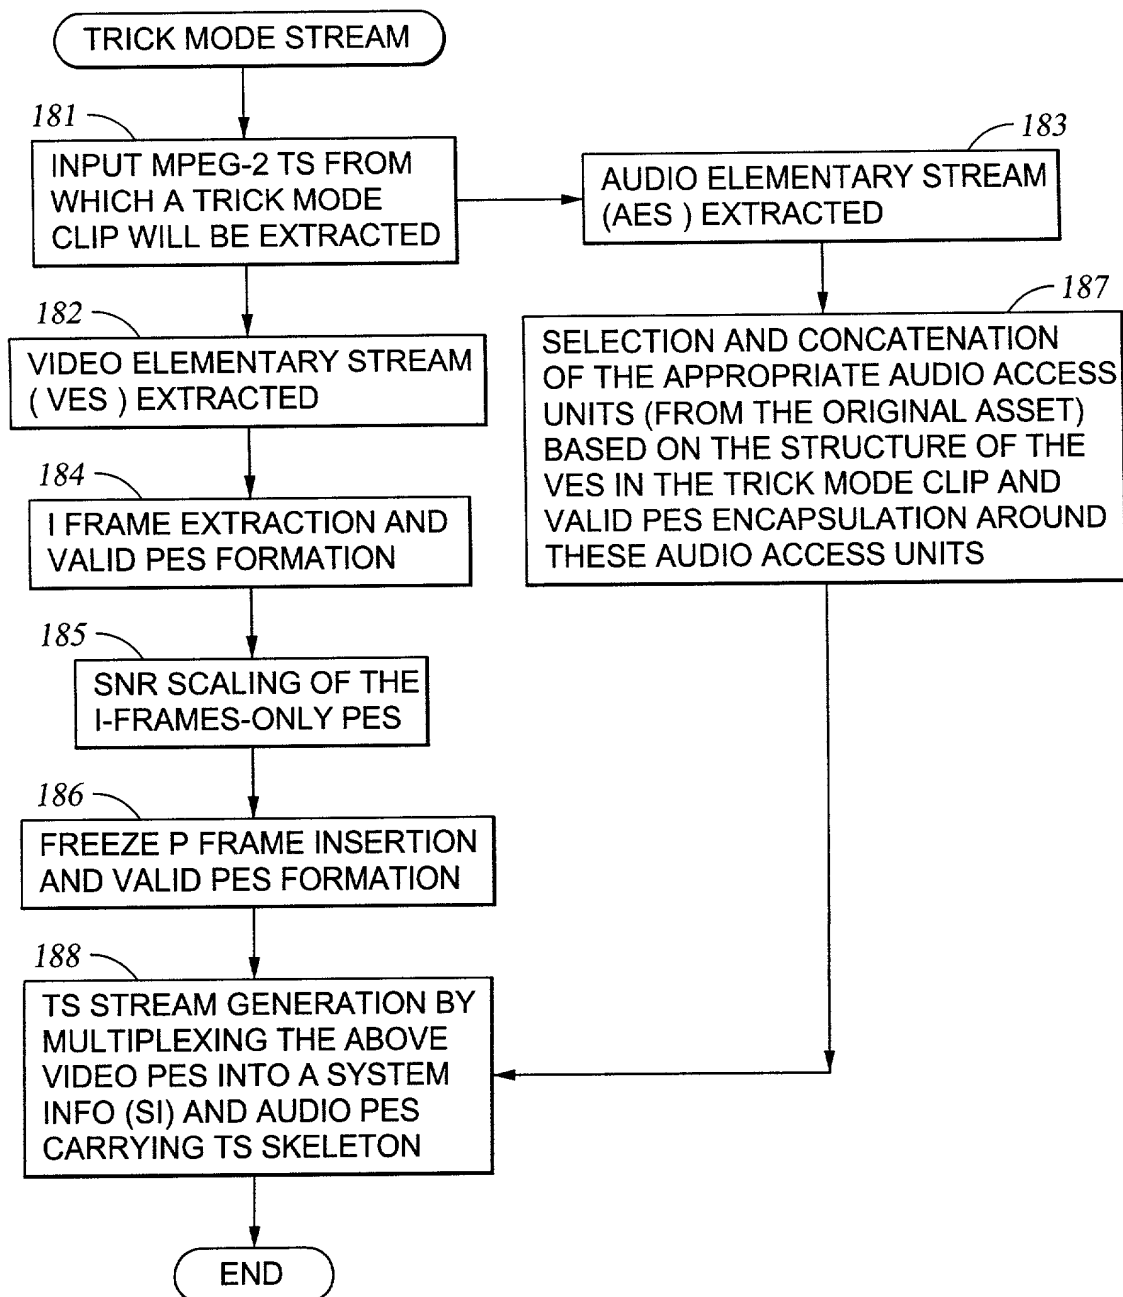 TRICK MODE STREAM
181
INPUT MPEG-2 TS FROM
WHICH A TRICK MODE
CLIP WILL BE EXTRACTED
183
AUDIO ELEMENTARY STREAM
(AES ) EXTRACTED
182
VIDEO ELEMENTARY STREAM
( VES ) EXTRACTED
187
SELECTION AND CONCATENATION
OF THE APPROPRIATE AUDIO ACCESS
UNITS (FROM THE ORIGINAL ASSET)
BASED ON THE STRUCTURE OF THE
VES IN THE TRICK MODE CLIP AND
VALID PES ENCAPSULATION AROUND
THESE AUDIO ACCESS UNITS
184
I FRAME EXTRACTION AND
VALID PES FORMATION
185
SNR SCALING OF THE
I-FRAMES-ONLY PES
186
FREEZE P FRAME INSERTION
AND VALID PES FORMATION
188
TS STREAM GENERATION BY
MULTIPLEXING THE ABOVE
VIDEO PES INTO A SYSTEM
INFO (SI) AND AUDIO PES
CARRYING TS SKELETON
END